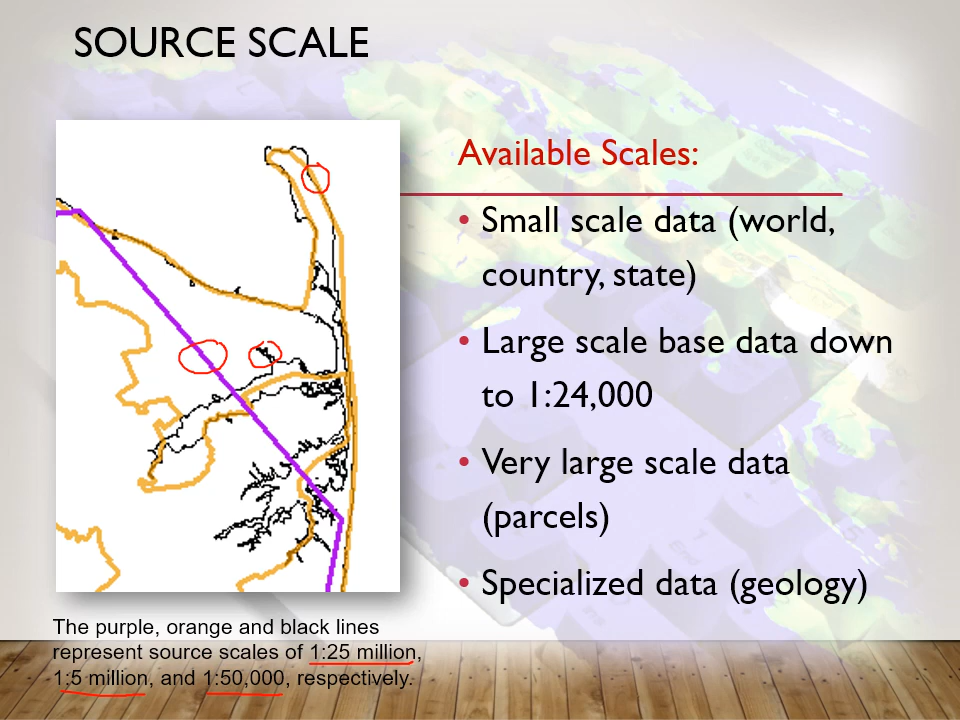 SOURCE SCALE
Available Scales:
• Small scale data (world,
country, state)
• Large scale base data down
to 1:24,000
• Very large scale data
(parcels)
• Specialized data (geology)
The purple, orange and black lines
represent source scales of 1:25 million,
1:5 million, and 1:50,000, respectively.